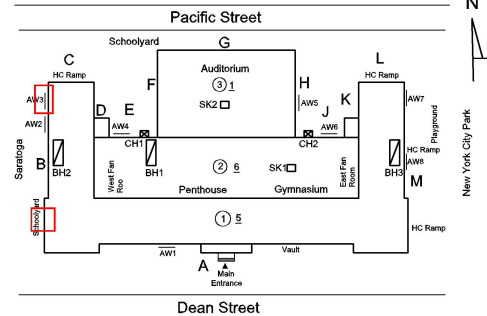 N
Pacific Street
Schoolyard
G
C
L
HC Ramp
Auditorium
HC Ramp
3 1
F
H
SK2
AW3
AW5
AW7
D
E
J
K
AW2
AW4
AW6
Playground
CH1
CH2
Saratoga
B
BH2
BH1
2 6
SK1
HC Ramp
AW8
BH3
M
West Fan
Roo
Penthouse
Gymnasium
East Fan
Room
New York City Park
Schoolyard
1 5
HC Ramp
AW1
A
Vault
Main
Entrance
Dean Street